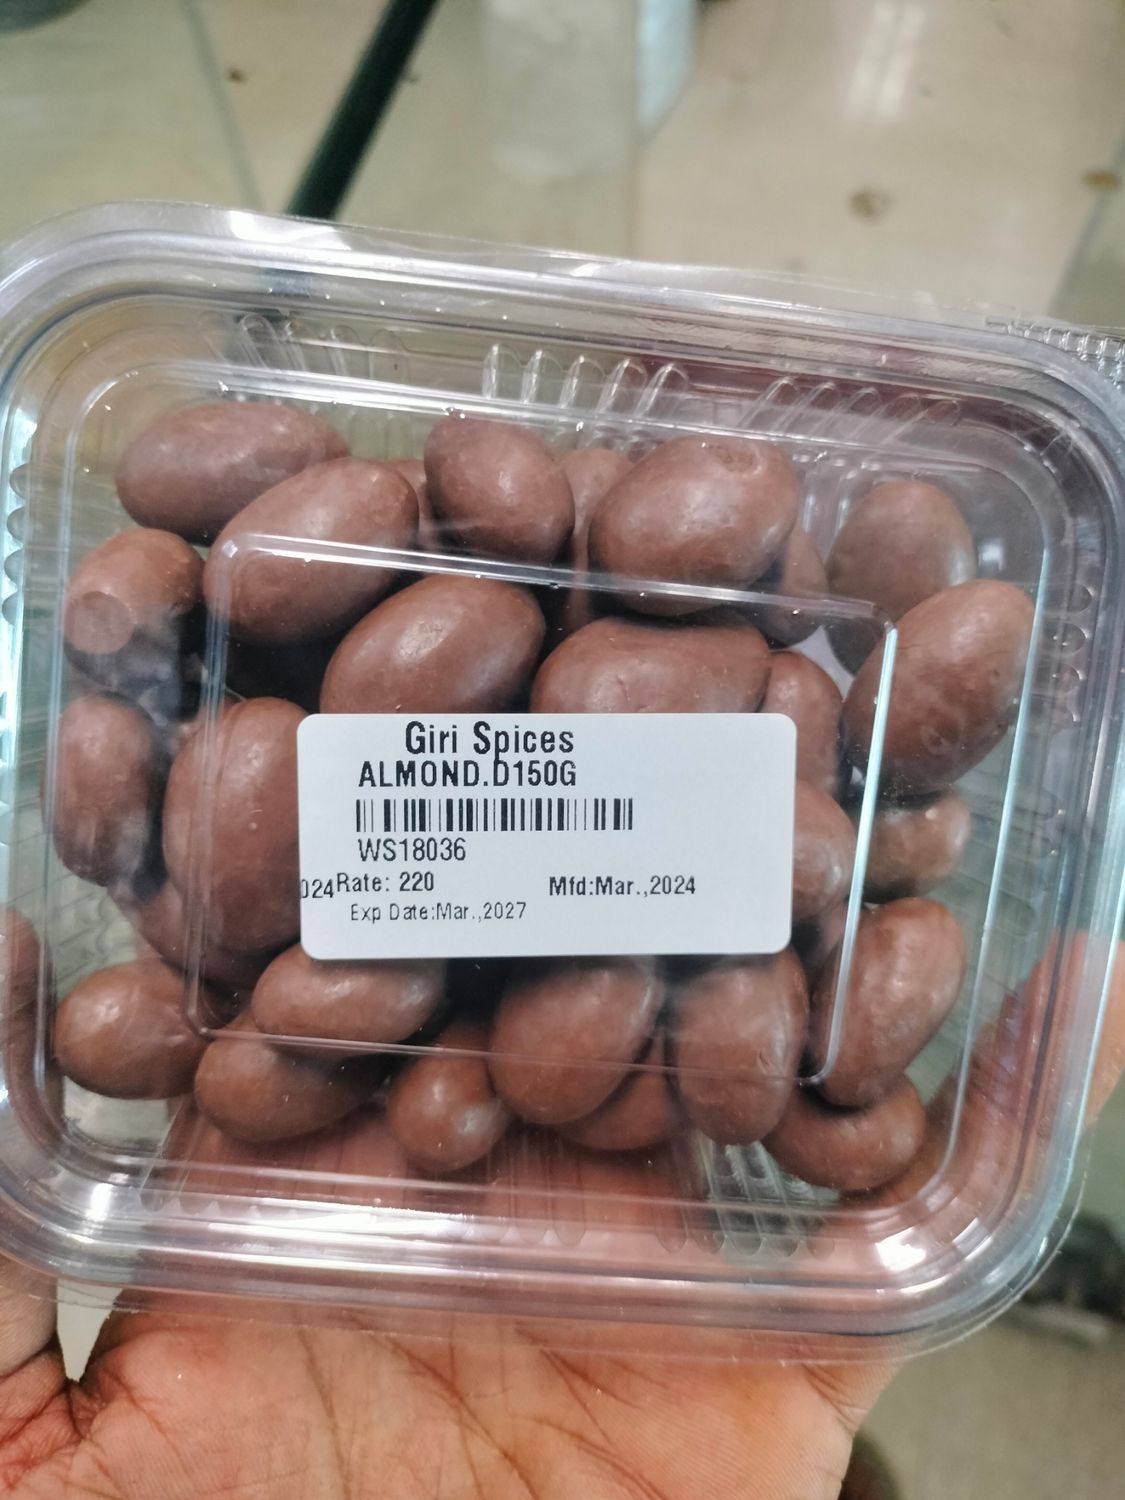 Giri Spices
ALMOND.D150G
WS18036
024Rate: 220 Mfd:Mar.,2024
Exp Date:Mar.,2027